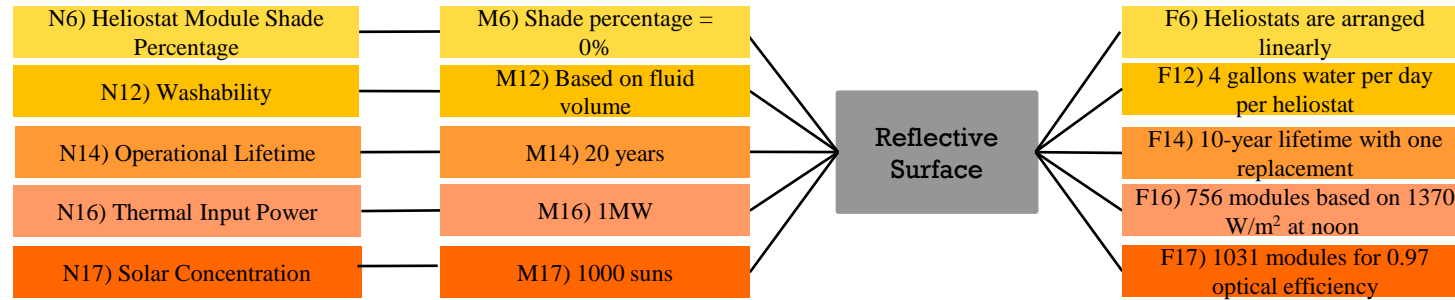 N6) Heliostat Module Shade
Percentage
M6) Shade percentage =
0%
F6) Heliostats are arranged
linearly
N12) Washability
M12) Based on fluid
volume
F12) 4 gallons water per day
per heliostat
N14) Operational Lifetime
M14) 20 years
Reflective
Surface
F14) 10-year lifetime with one
replacement
N16) Thermal Input Power
M16) 1MW
F16) 756 modules based on 1370
W/m² at noon
N17) Solar Concentration
M17) 1000 suns
F17) 1031 modules for 0.97
optical efficiency